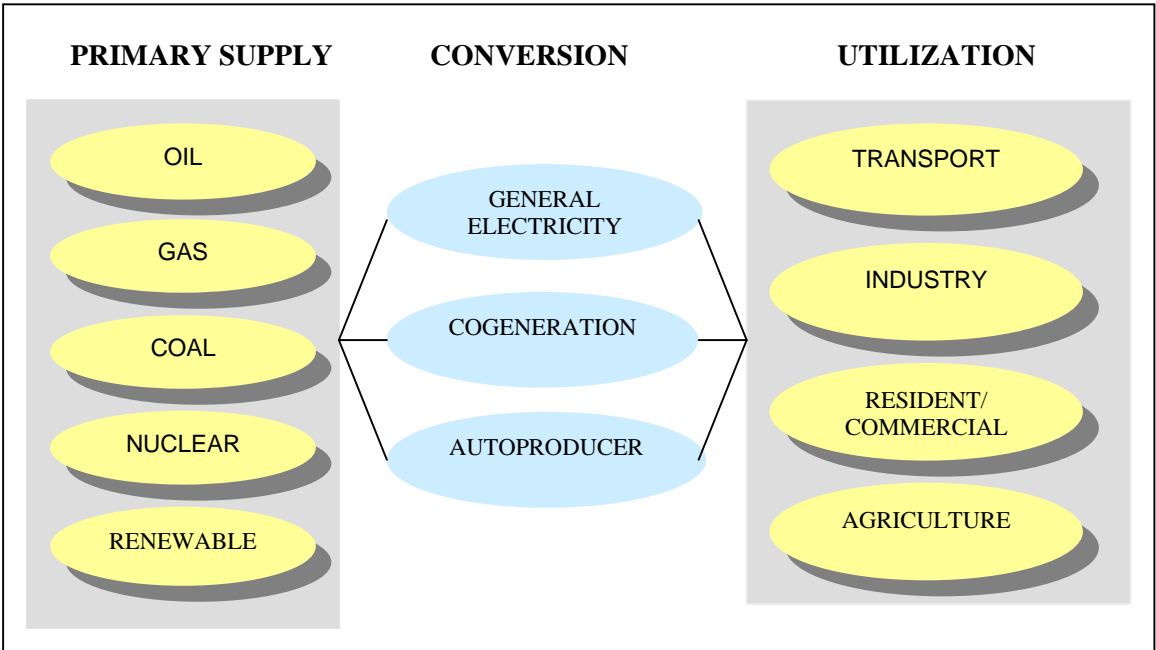 PRIMARY SUPPLY
CONVERSION
UTILIZATION
OIL
GAS
COAL
NUCLEAR
RENEWABLE
GENERAL
ELECTRICITY
COGENERATION
AUTOPRODUCER
TRANSPORT
INDUSTRY
RESIDENT/
COMMERCIAL
AGRICULTURE